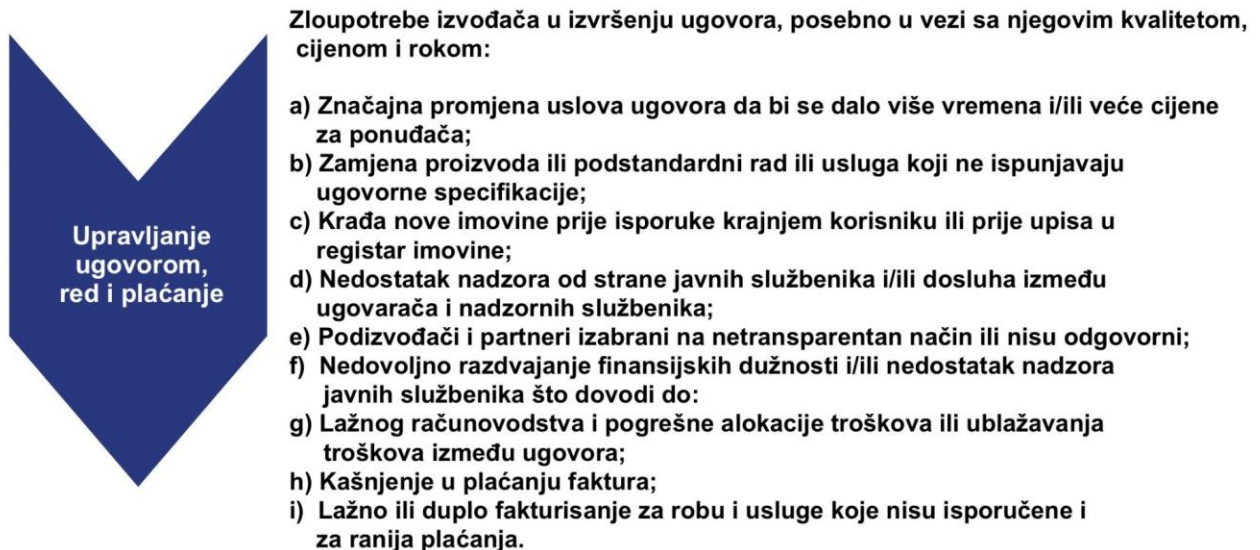 Zloupotrebe izvođača u izvršenju ugovora, posebno u vezi sa njegovim kvalitetom,
cijenom i rokom:
a) Značajna promjena uslova ugovora da bi se dalo više vremena i/ili veće cijene
za ponuđača;
b) Zamjena proizvoda ili podstandardni rad ili usluga koji ne ispunjavaju
ugovorne specifikacije;
c) Krađa nove imovine prije isporuke krajnjem korisniku ili prije upisa u
registar imovine;
d) Nedostatak nadzora od strane javnih službenika i/ili dosluha između
ugovarača i nadzornih službenika;
e) Podizvođači i partneri izabrani na netransparentan način ili nisu odgovorni;
f) Nedovoljno razdvajanje finansijskih dužnosti i/ili nedostatak nadzora
javnih službenika što dovodi do:
g) Lažnog računovodstva i pogrešne alokacije troškova ili ublažavanja
troškova između ugovora;
h) Kašnjenje u plaćanju faktura;
i) Lažno ili duplo fakturisanje za robu i usluge koje nisu isporučene i
za ranija plaćanja.
Upravljanje
ugovorom,
red i plaćanje